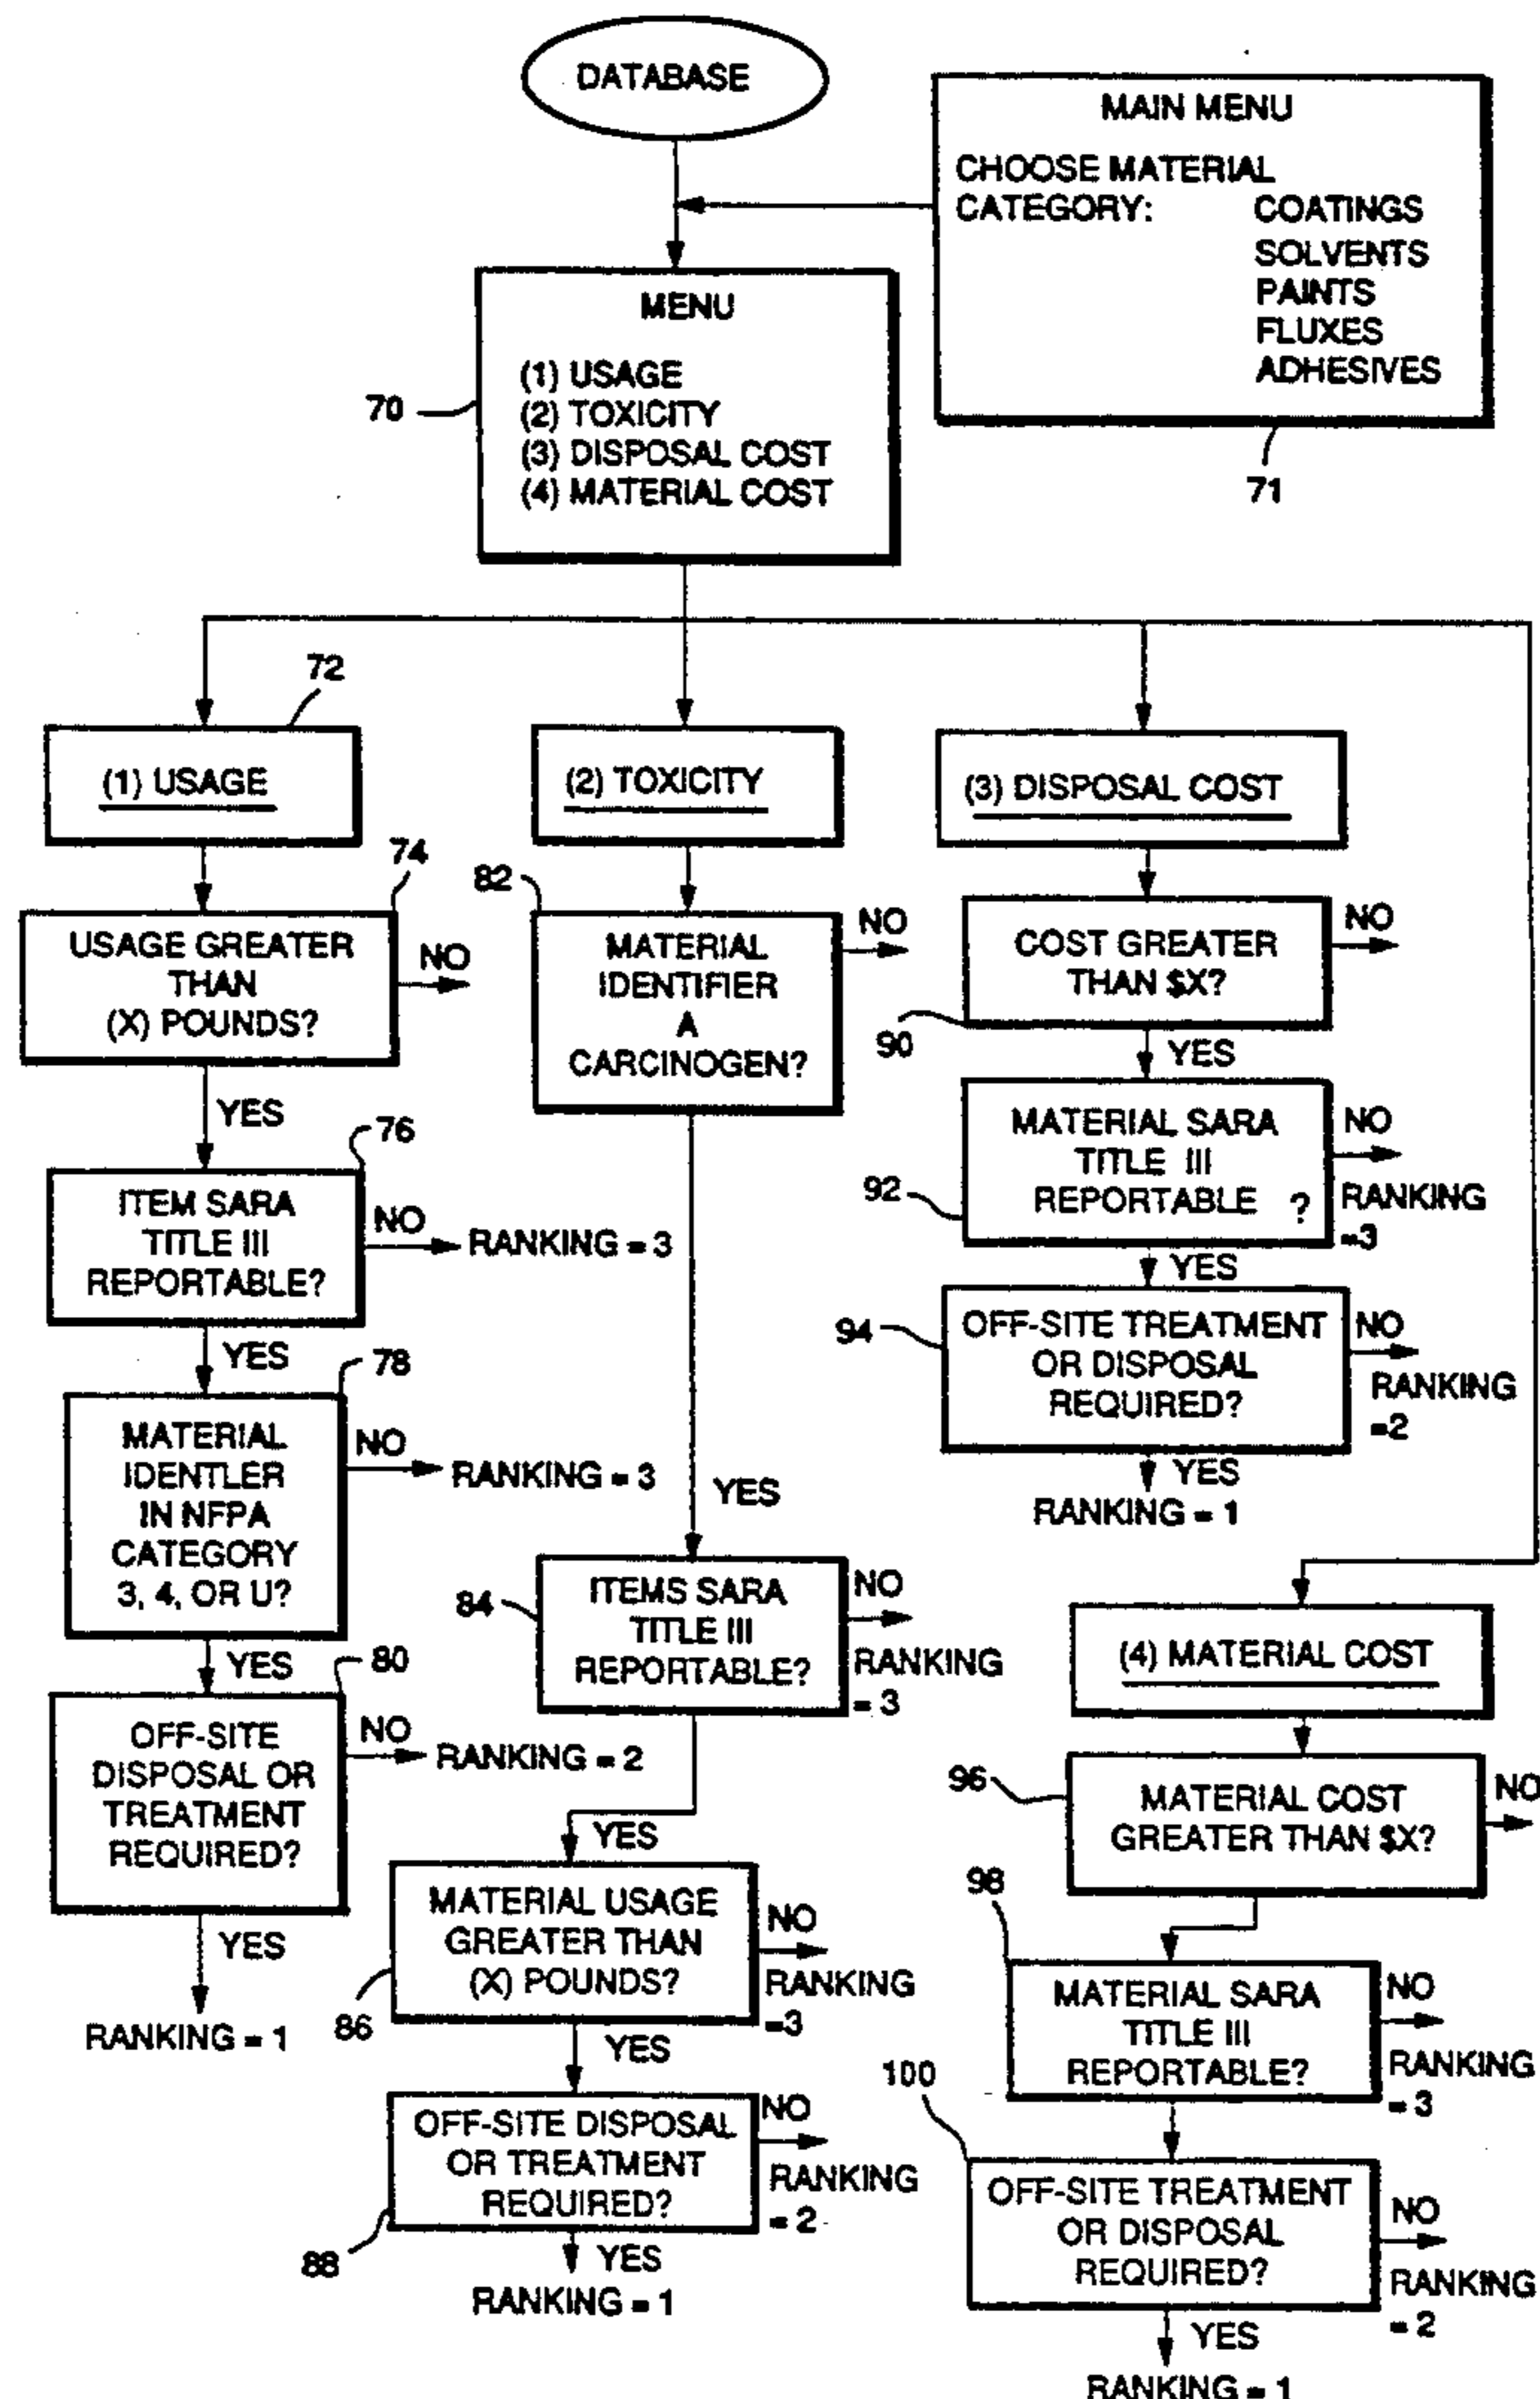 DATABASE
MAIN MENU
CHOOSE MATERIAL
CATEGORY: COATINGS
SOLVENTS
PAINTS
FLUXES
ADHESIVES
71
MENU
(1) USAGE
(2) TOXICITY
(3) DISPOSAL COST
(4) MATERIAL COST
70
72
(1) USAGE
74
USAGE GREATER
THAN
(X) POUNDS?
NO
YES
76
ITEM SARA
TITLE III
REPORTABLE?
NO
RANKING = 3
YES
78
MATERIAL
IDENTLER
IN NFPA
CATEGORY
3, 4, OR U?
NO
RANKING = 3
YES
80
OFF-SITE
DISPOSAL OR
TREATMENT
REQUIRED?
NO
RANKING = 2
YES
RANKING = 1
(2) TOXICITY
82
MATERIAL
IDENTIFIER
A
CARCINOGEN?
NO
YES
84
ITEMS SARA
TITLE III
REPORTABLE?
NO
RANKING
= 3
YES
86
MATERIAL USAGE
GREATER THAN
(X) POUNDS?
NO
RANKING
=3
YES
88
OFF-SITE DISPOSAL
OR TREATMENT
REQUIRED?
NO
RANKING
= 2
YES
RANKING = 1
(3) DISPOSAL COST
90
COST GREATER
THAN $X?
NO
YES
92
MATERIAL SARA
TITLE III
REPORTABLE ?
NO
RANKING
=3
YES
94
OFF-SITE TREATMENT
OR DISPOSAL
REQUIRED?
NO
RANKING
=2
YES
RANKING = 1
(4) MATERIAL COST
96
MATERIAL COST
GREATER THAN $X?
NO
98
MATERIAL SARA
TITLE III
REPORTABLE?
NO
RANKING
= 3
100
OFF-SITE TREATMENT
OR DISPOSAL
REQUIRED?
NO
RANKING
= 2
YES
RANKING = 1